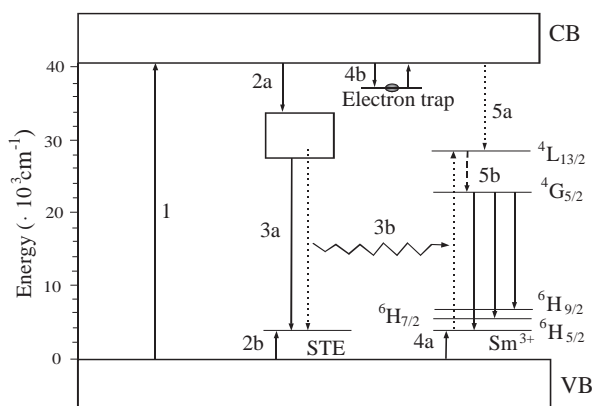 CB
40
2a
4b
Electron trap
5a
30
⁴L₁₃/₂
5b
⁴G₅/₂
20
1
3a
3b
Energy (· 10³cm⁻¹)
10
⁶H₉/₂
⁶H₇/₂
⁶H₅/₂
2b
STE
4a
Sm³⁺
0
VB